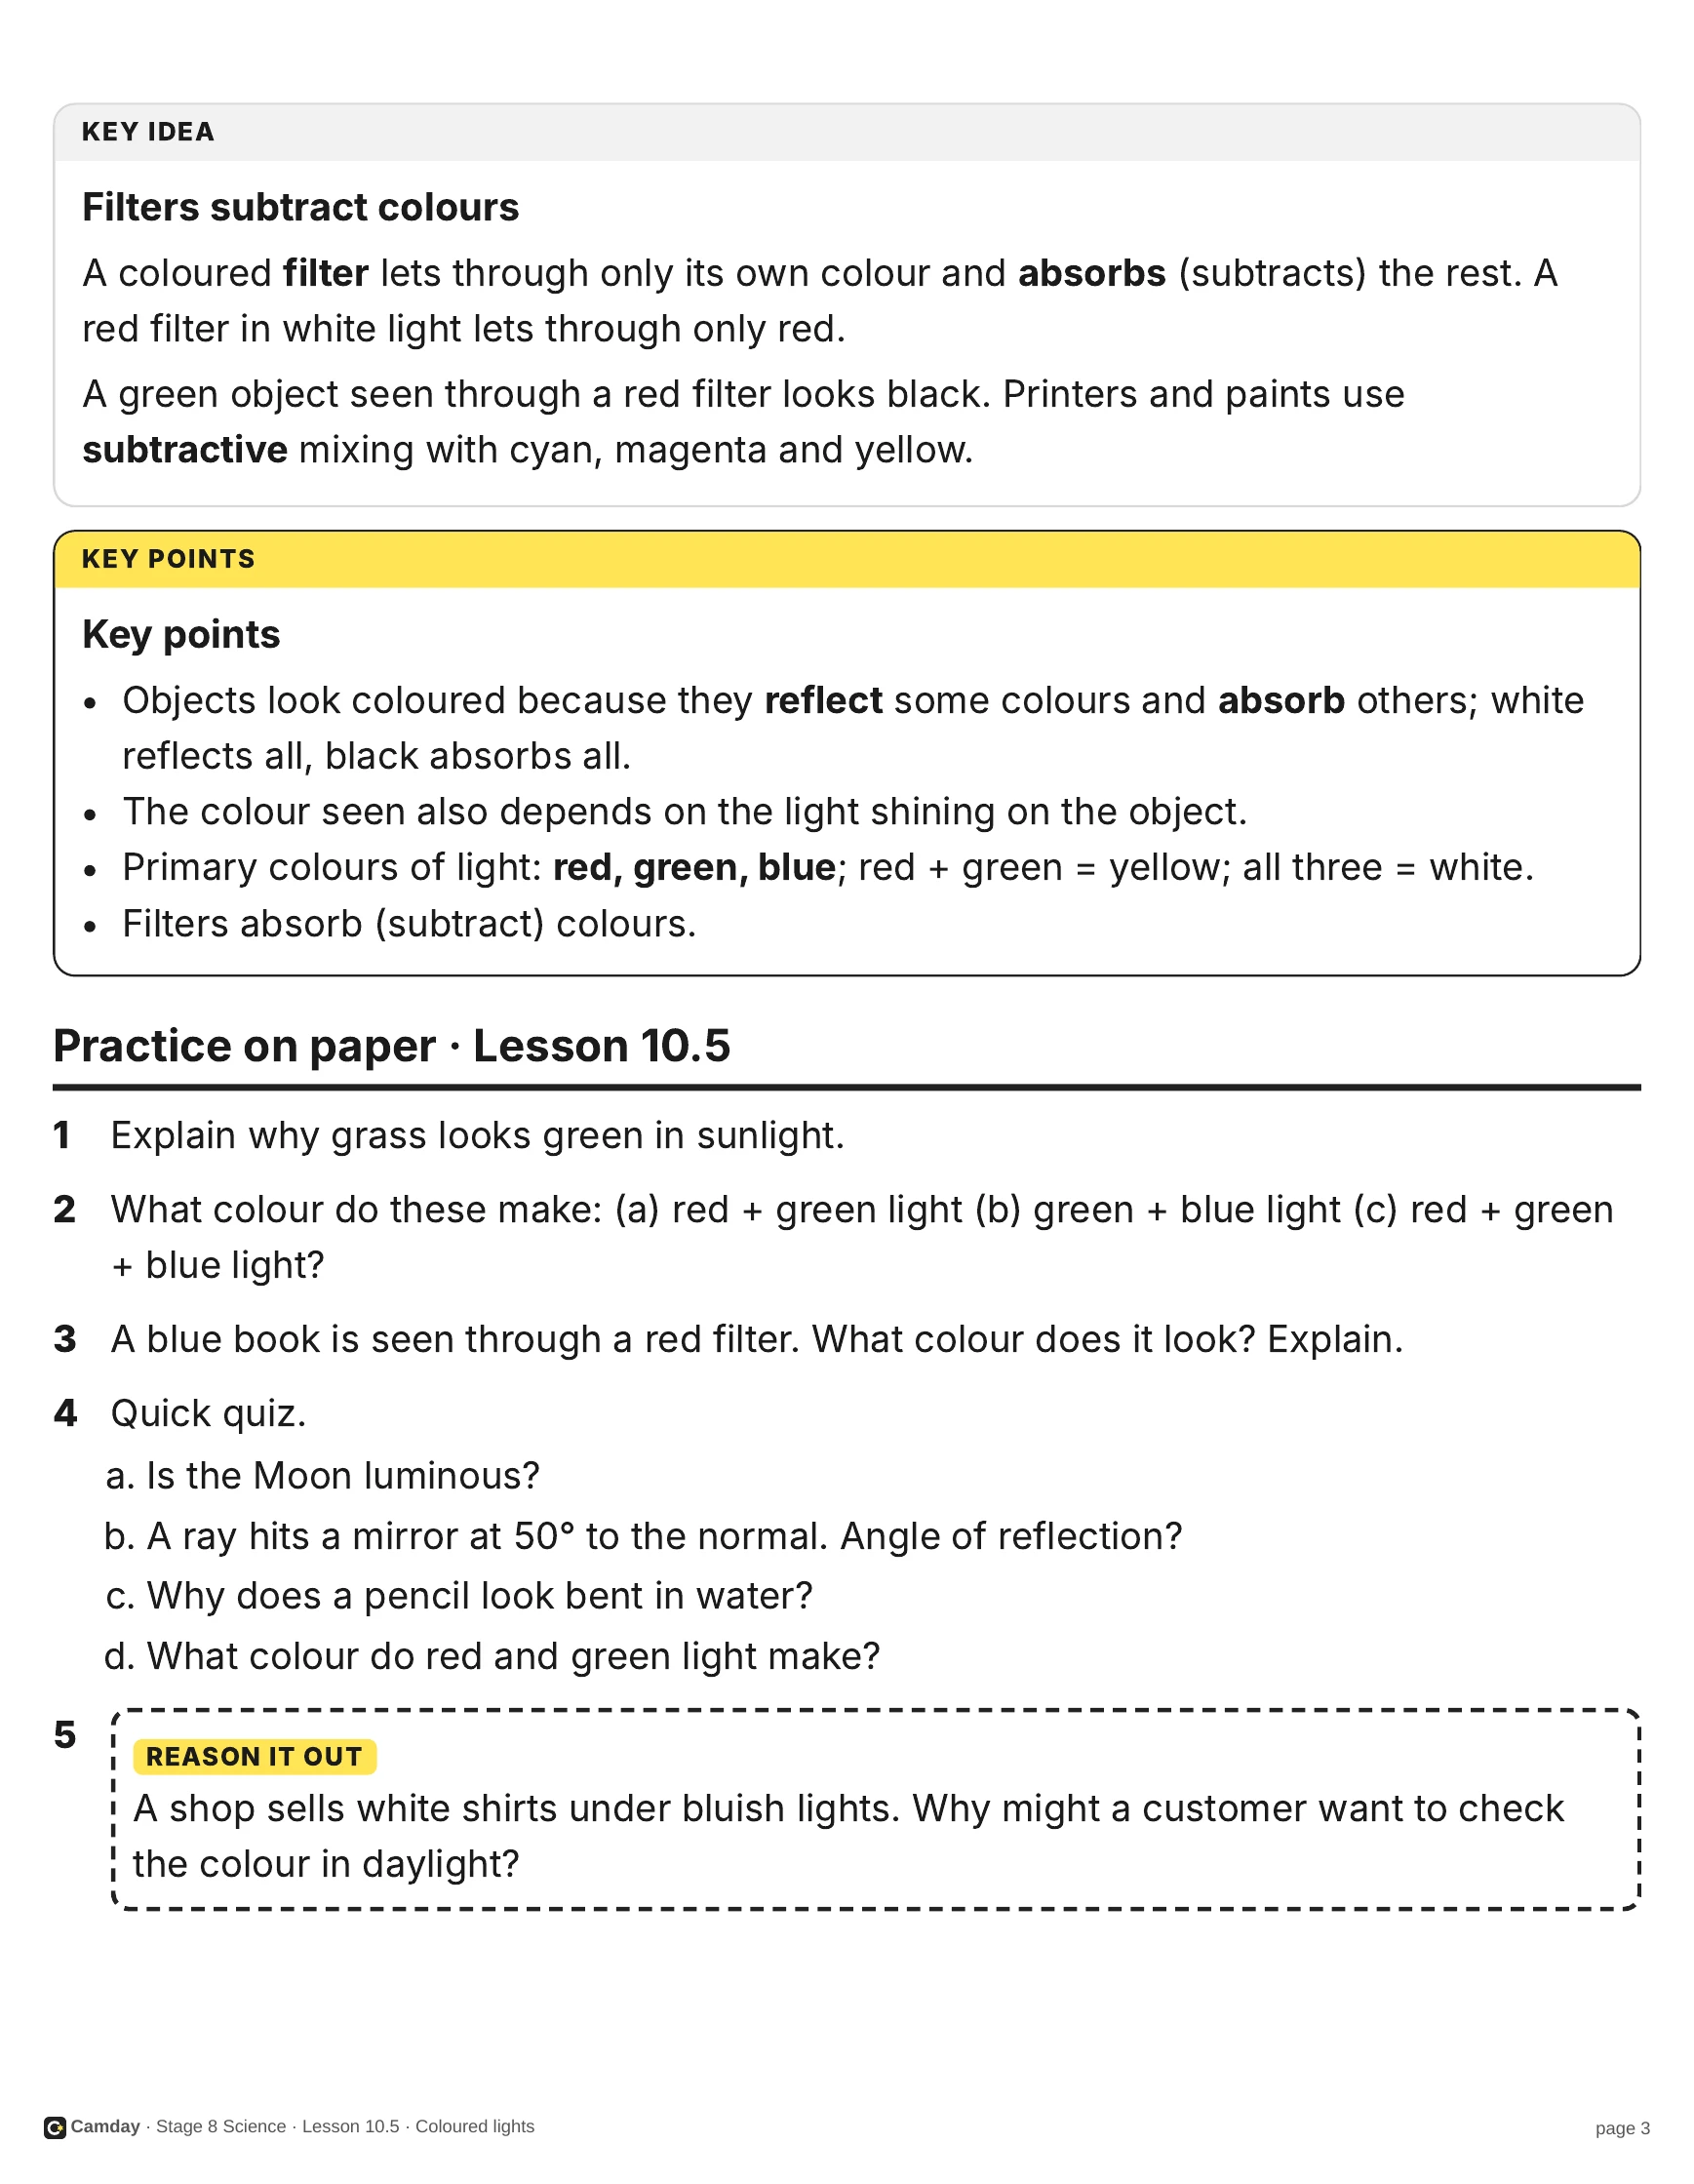 KEY IDEA
Filters subtract colours
A coloured filter lets through only its own colour and absorbs (subtracts) the rest. A
red filter in white light lets through only red.
A green object seen through a red filter looks black. Printers and paints use
subtractive mixing with cyan, magenta and yellow.
KEY POINTS
Key points
• Objects look coloured because they reflect some colours and absorb others; white
reflects all, black absorbs all.
• The colour seen also depends on the light shining on the object.
• Primary colours of light: red, green, blue; red + green = yellow; all three = white.
• Filters absorb (subtract) colours.
Practice on paper · Lesson 10.5
1 Explain why grass looks green in sunlight.
2 What colour do these make: (a) red + green light (b) green + blue light (c) red + green
+ blue light?
3 A blue book is seen through a red filter. What colour does it look? Explain.
4 Quick quiz.
a. Is the Moon luminous?
b. A ray hits a mirror at 50° to the normal. Angle of reflection?
c. Why does a pencil look bent in water?
d. What colour do red and green light make?
5
REASON IT OUT
A shop sells white shirts under bluish lights. Why might a customer want to check
the colour in daylight?
Camday · Stage 8 Science · Lesson 10.5 · Coloured lights
page 3